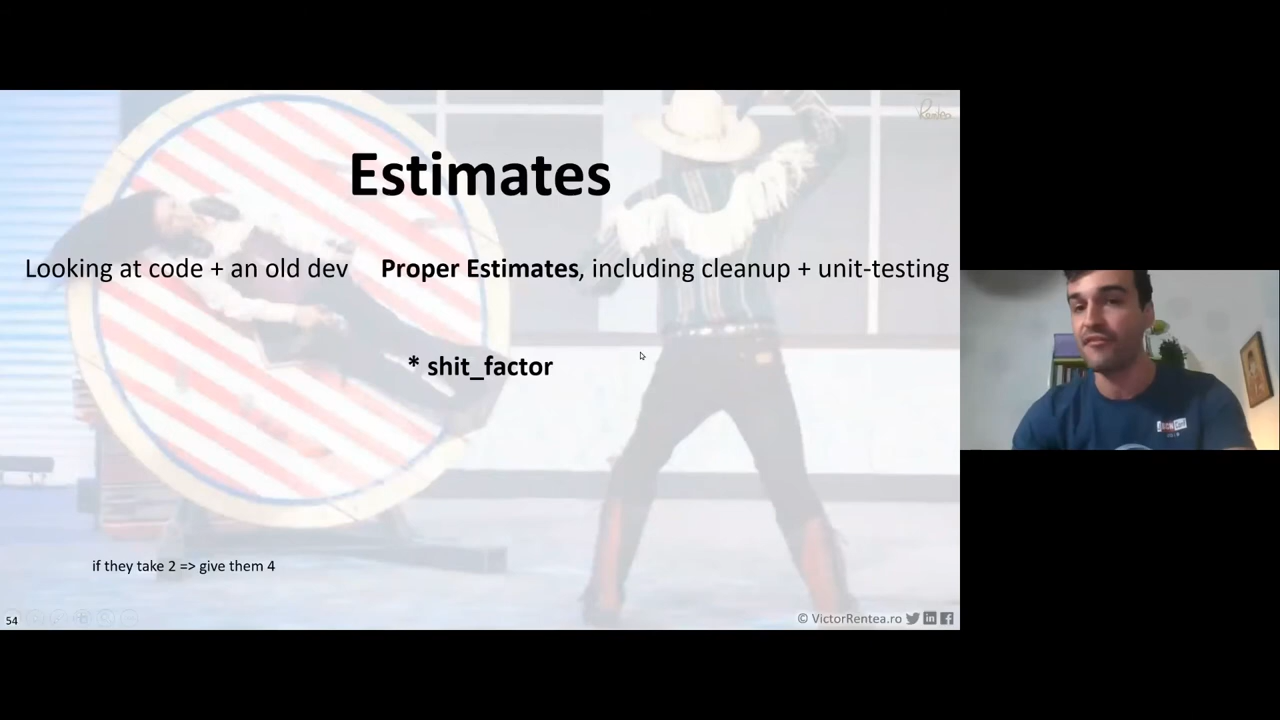 Rentea
Estimates
Looking at code + an old dev
Proper Estimates, including cleanup + unit-testing
* shit_factor
if they take 2 => give them 4
54
© VictorRentea.ro